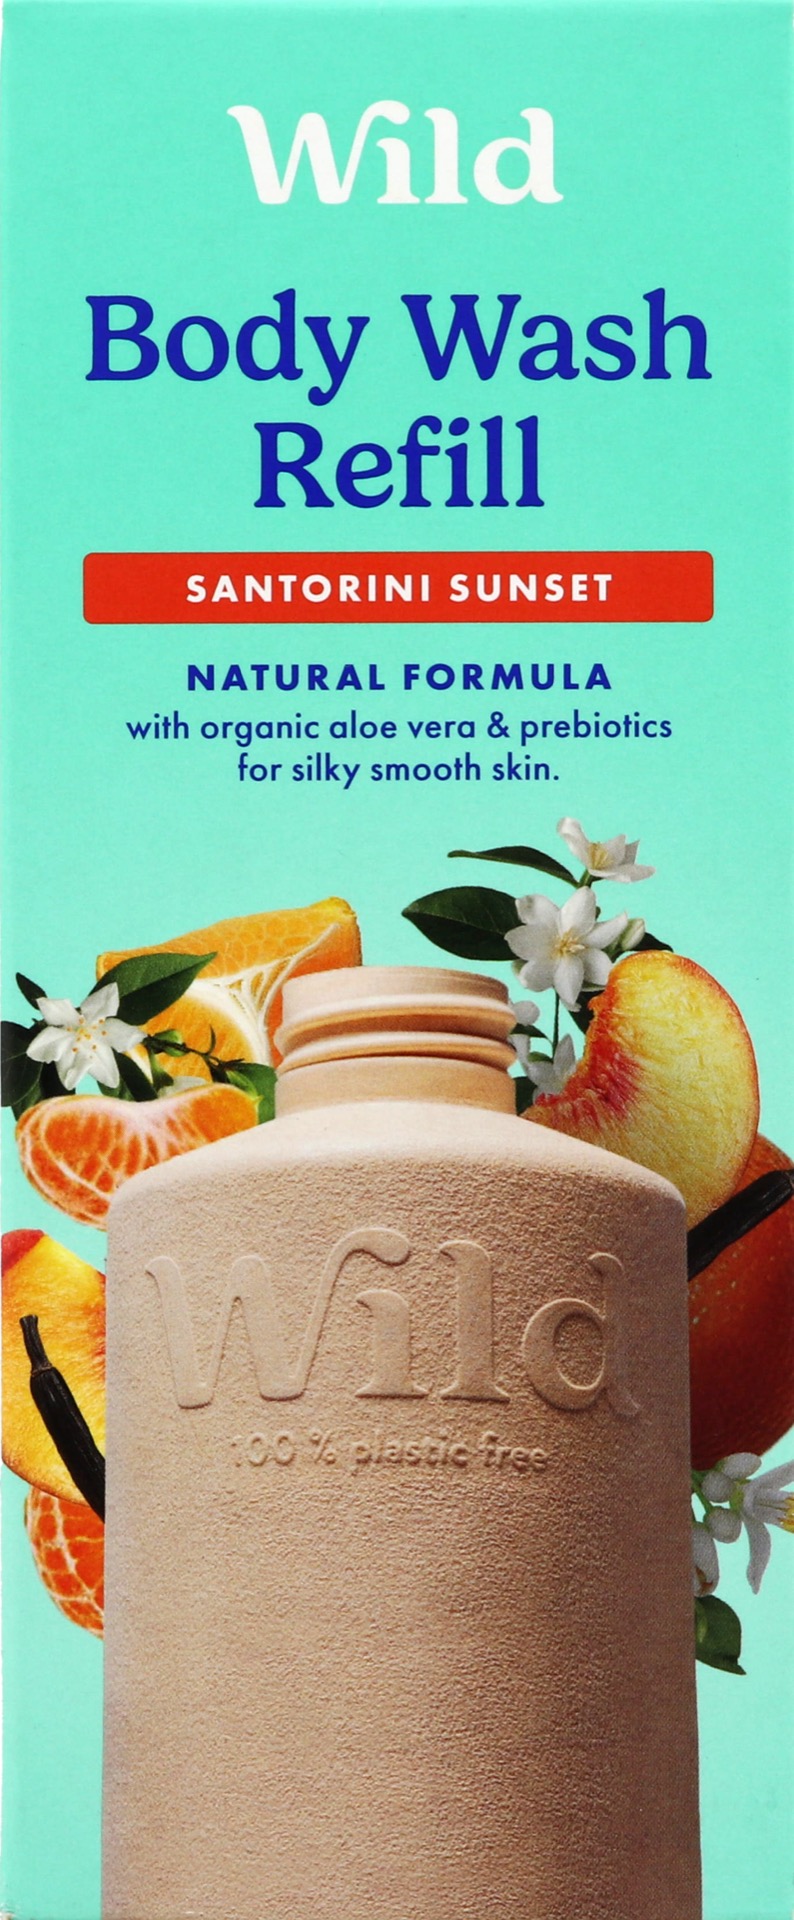 Wild
Body Wash
Refill
SANTORINI SUNSET
NATURAL FORMULA
with organic aloe vera & prebiotics
for silky smooth skin.
Wild
100 % plastic free